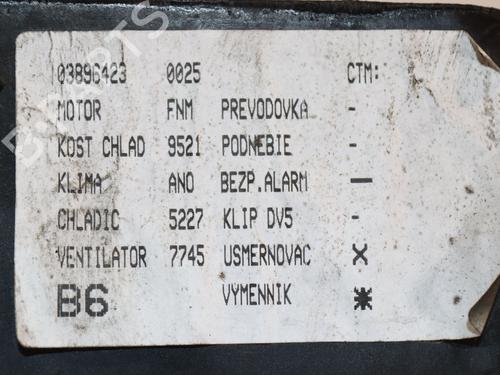 03896423 0025 CTM:
MOTOR FNM PREVODOVKA -
KOST CHLAD 9521 PODNEBIE -
KLIMA ANO BEZP.ALARM —
CHLADIC 5227 KLIP DV5 -
VENTILATOR 7745 USMERNOVAC X
B6 VYMENNIK *